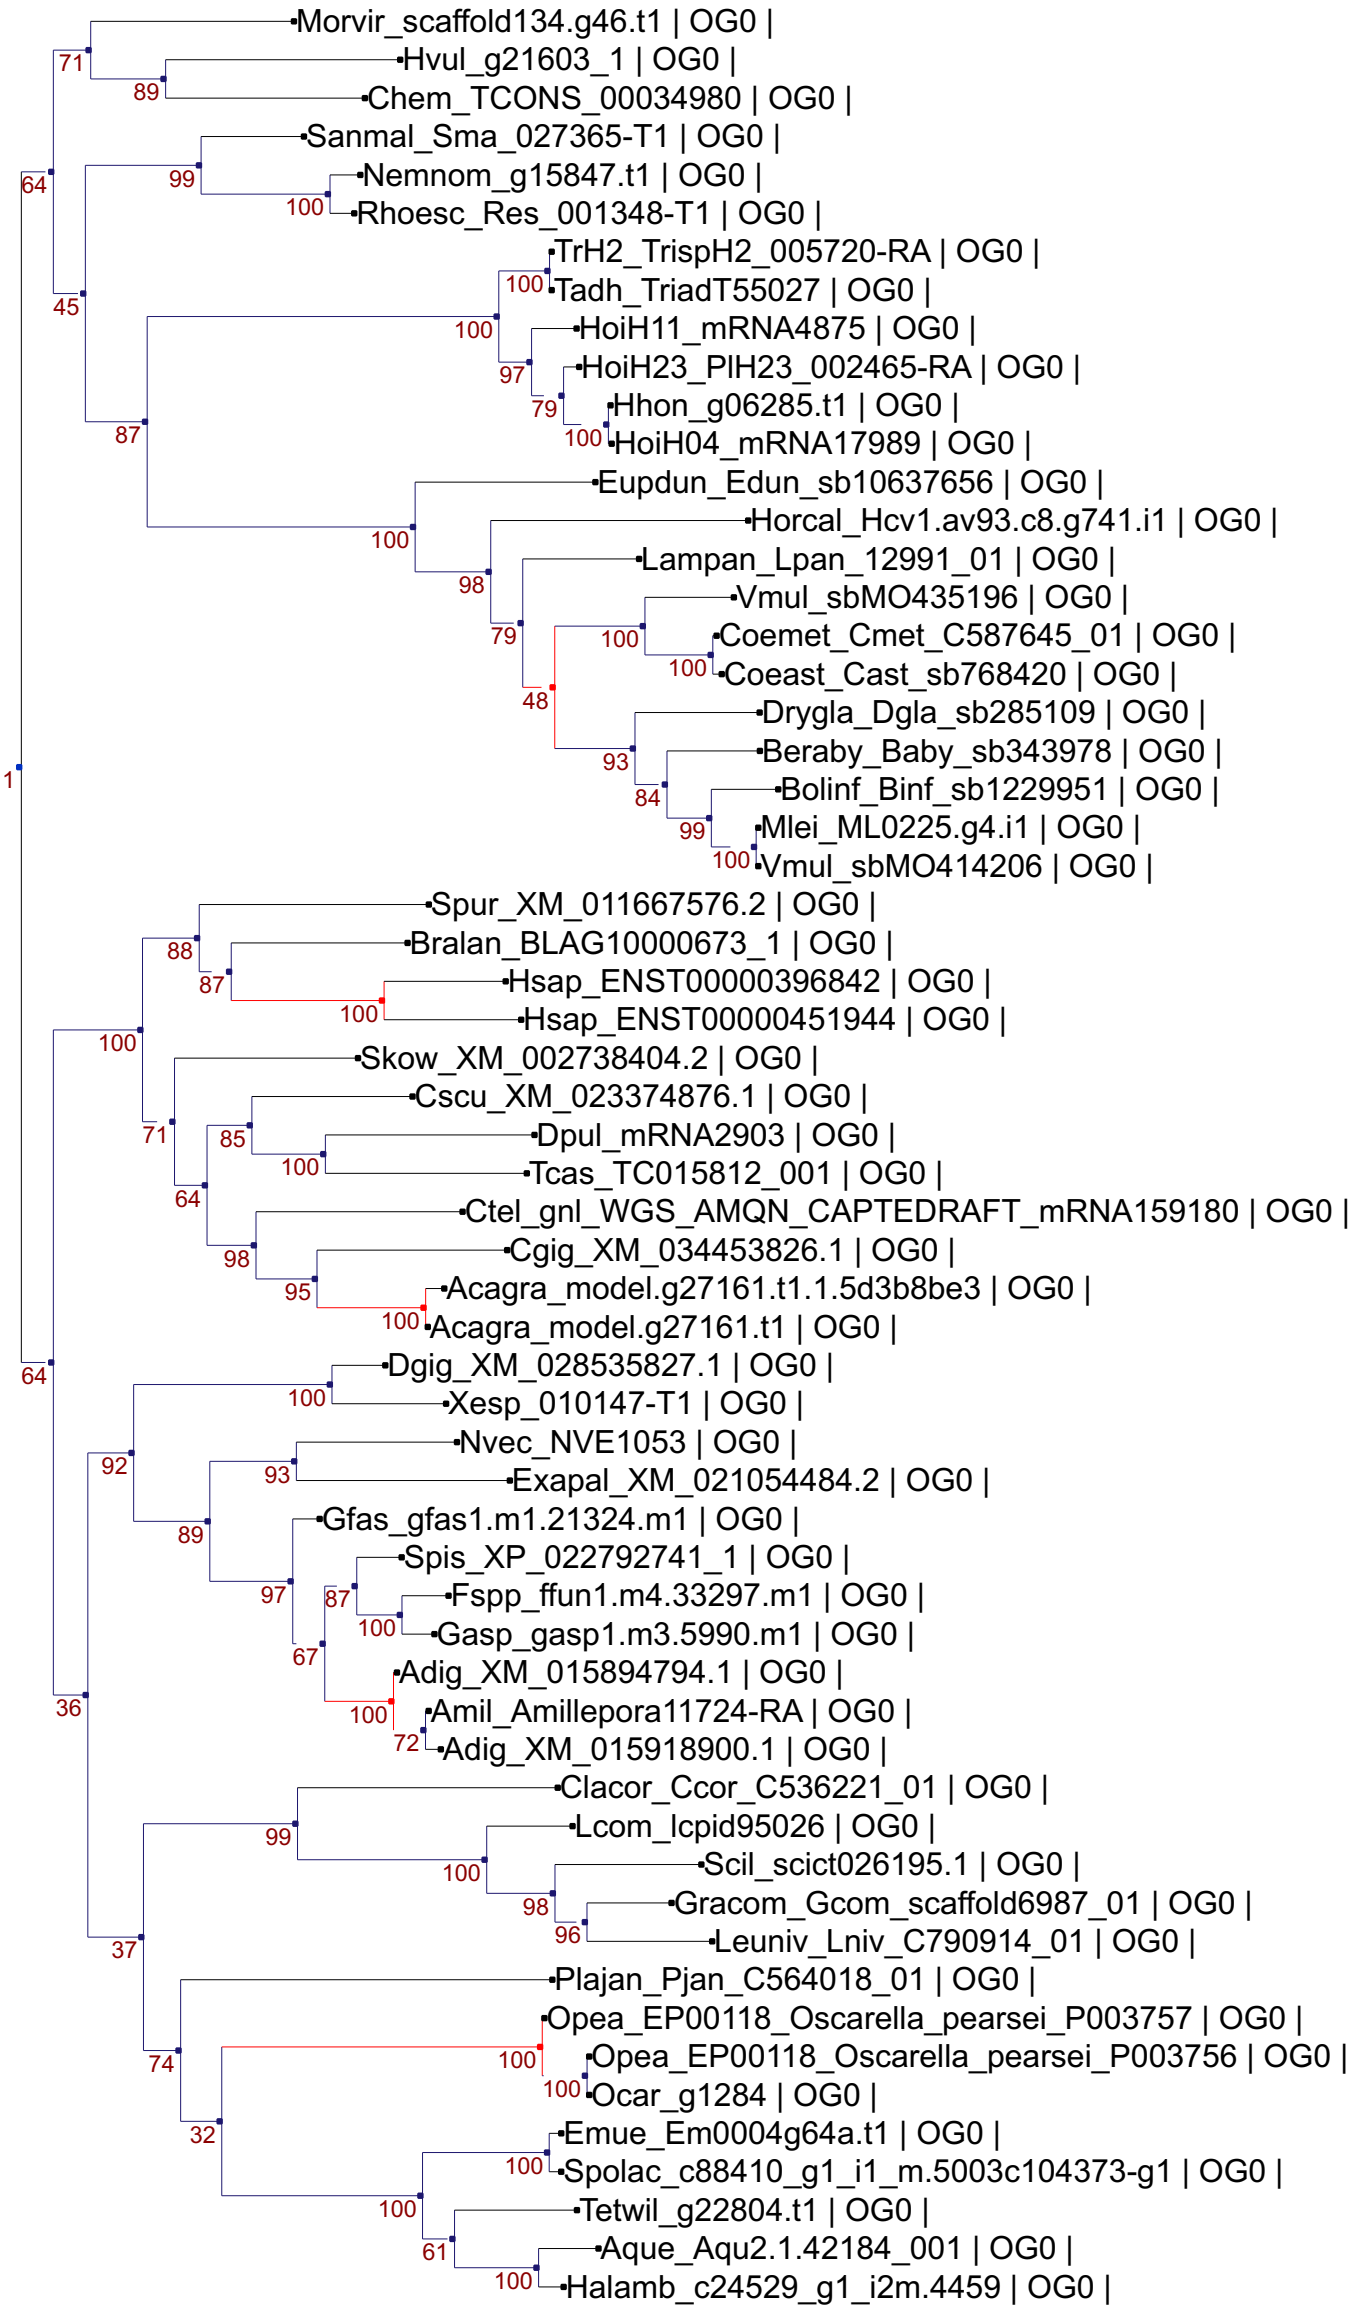 Morvir_scaffold134.g46.t1 | OG0 |
71
Hvul_g21603_1 | OG0 |
89
Chem_TCONS_00034980 | OG0 |
Sanmal_Sma_027365-T1 | OG0 |
64
99
Nemnom_g15847.t1 | OG0 |
100
Rhoesc_Res_001348-T1 | OG0 |
TrH2_TrispH2_005720-RA | OG0 |
100
Tadh_TriadT55027 | OG0 |
45
100
HoiH11_mRNA4875 | OG0 |
97
HoiH23_PlH23_002465-RA | OG0 |
79
Hhon_g06285.t1 | OG0 |
87
100
HoiH04_mRNA17989 | OG0 |
Eupdun_Edun_sb10637656 | OG0 |
100
Horcal_Hcv1.av93.c8.g741.i1 | OG0 |
98
Lampan_Lpan_12991_01 | OG0 |
79
Vmul_sbMO435196 | OG0 |
100
Coemet_Cmet_C587645_01 | OG0 |
100
Coeast_Cast_sb768420 | OG0 |
48
Drygla_Dgla_sb285109 | OG0 |
93
Beraby_Baby_sb343978 | OG0 |
1
84
Bolinf_Binf_sb1229951 | OG0 |
99
Mlei_ML0225.g4.i1 | OG0 |
100
Vmul_sbMO414206 | OG0 |
Spur_XM_011667576.2 | OG0 |
88
Bralan_BLAG10000673_1 | OG0 |
87
Hsap_ENST00000396842 | OG0 |
100
Hsap_ENST00000451944 | OG0 |
100
Skow_XM_002738404.2 | OG0 |
Cscu_XM_023374876.1 | OG0 |
71
85
Dpul_mRNA2903 | OG0 |
100
Tcas_TC015812_001 | OG0 |
64
Ctel_gnl_WGS_AMQN_CAPTEDRAFT_mRNA159180 | OG0 |
98
Cgig_XM_034453826.1 | OG0 |
95
Acagra_model.g27161.t1.1.5d3b8be3 | OG0 |
100
Acagra_model.g27161.t1 | OG0 |
64
Dgig_XM_028535827.1 | OG0 |
100
Xesp_010147-T1 | OG0 |
Nvec_NVE1053 | OG0 |
92
93
Exapal_XM_021054484.2 | OG0 |
89
Gfas_gfas1.m1.21324.m1 | OG0 |
Spis_XP_022792741_1 | OG0 |
97
87
Fspp_ffun1.m4.33297.m1 | OG0 |
100
Gasp_gasp1.m3.5990.m1 | OG0 |
67
Adig_XM_015894794.1 | OG0 |
36
100
Amil_Amillepora11724-RA | OG0 |
72
Adig_XM_015918900.1 | OG0 |
Clacor_Ccor_C536221_01 | OG0 |
99
Lcom_lcpid95026 | OG0 |
100
Scil_scict026195.1 | OG0 |
98
Gracom_Gcom_scaffold6987_01 | OG0 |
96
Leuniv_Lniv_C790914_01 | OG0 |
37
Plajan_Pjan_C564018_01 | OG0 |
Opea_EP00118_Oscarella_pearsei_P003757 | OG0 |
74
100
Opea_EP00118_Oscarella_pearsei_P003756 | OG0 |
100
Ocar_g1284 | OG0 |
32
Emue_Em0004g64a.t1 | OG0 |
100
Spolac_c88410_g1_i1_m.5003c104373-g1 | OG0 |
100
Tetwil_g22804.t1 | OG0 |
61
Aque_Aqu2.1.42184_001 | OG0 |
100
Halamb_c24529_g1_i2m.4459 | OG0 |